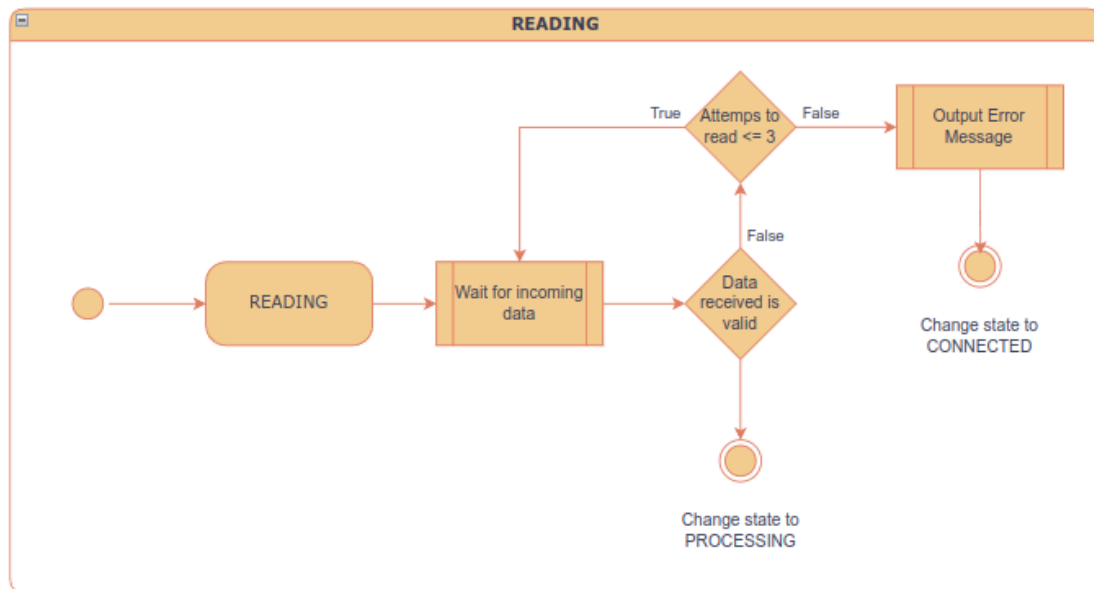 READING
True
Attemps to
read <= 3
False
Output Error
Message
False
READING
Wait for incoming
data
Data
received is
valid
Change state to
CONNECTED
Change state to
PROCESSING